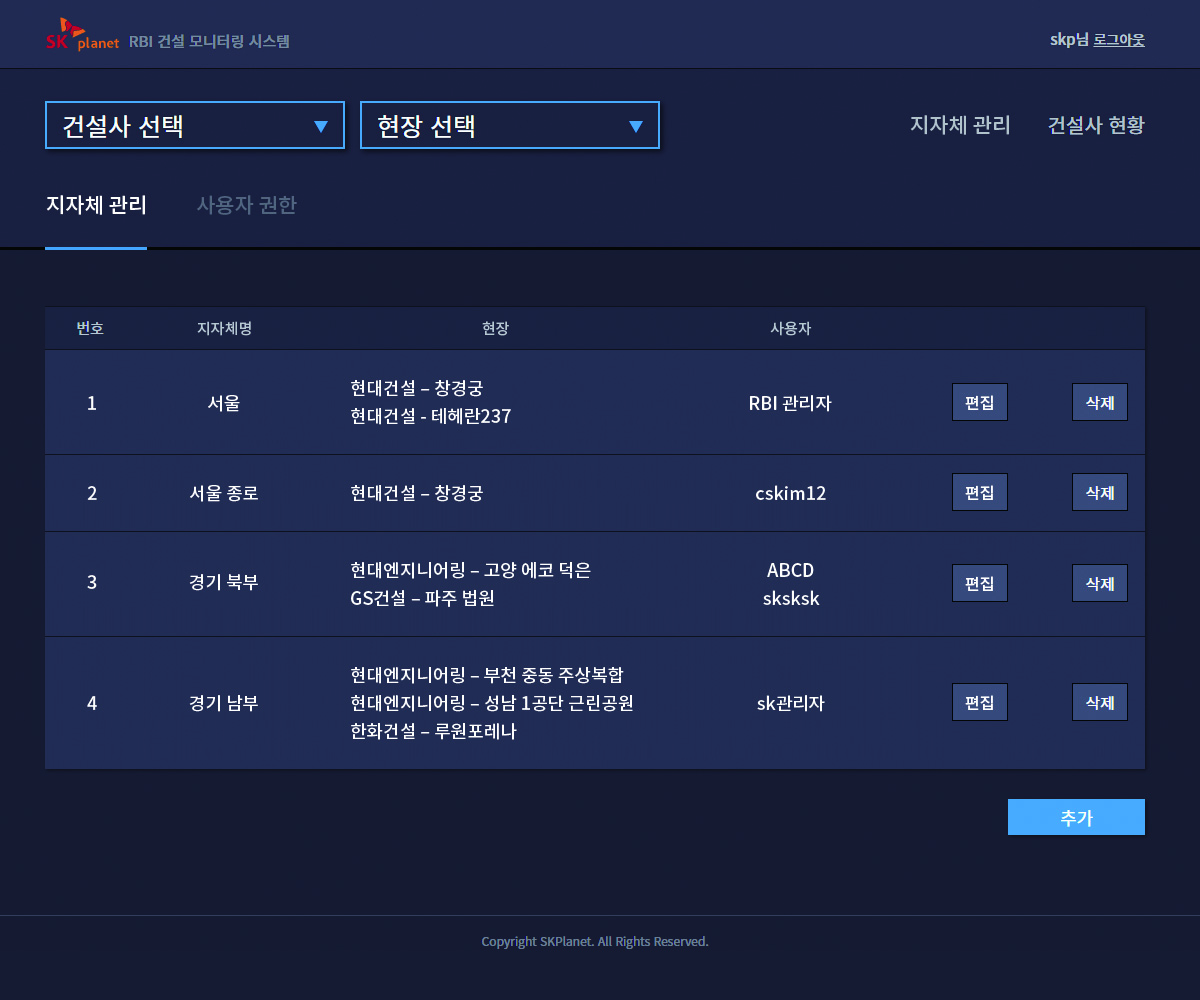 SK planet RBI 건설 모니터링 시스템
skp님 로그아웃
건설사 선택 ▼ 현장 선택 ▼
지자체 관리 건설사 현황
지자체 관리 사용자 권한
번호 지자체명 현장 사용자
1 서울
현대건설 – 창경궁
현대건설 - 테헤란237
RBI 관리자 편집 삭제
2 서울 종로 현대건설 – 창경궁 cskim12 편집 삭제
3 경기 북부
현대엔지니어링 – 고양 에코 덕은
GS건설 – 파주 법원
ABCD
sksksk
편집 삭제
4 경기 남부
현대엔지니어링 – 부천 중동 주상복합
현대엔지니어링 – 성남 1공단 근린공원
한화건설 – 루원포레나
sk관리자 편집 삭제
추가
Copyright SKPlanet. All Rights Reserved.